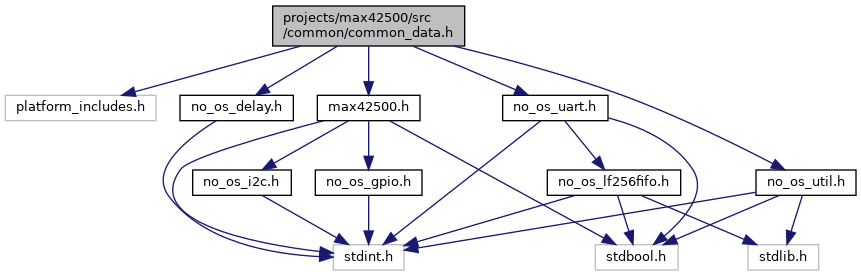 projects/max42500/src
/common/common_data.h
platform_includes.h
no_os_delay.h
max42500.h
no_os_uart.h
no_os_i2c.h
no_os_gpio.h
no_os_lf256fifo.h
no_os_util.h
stdint.h
stdbool.h
stdlib.h